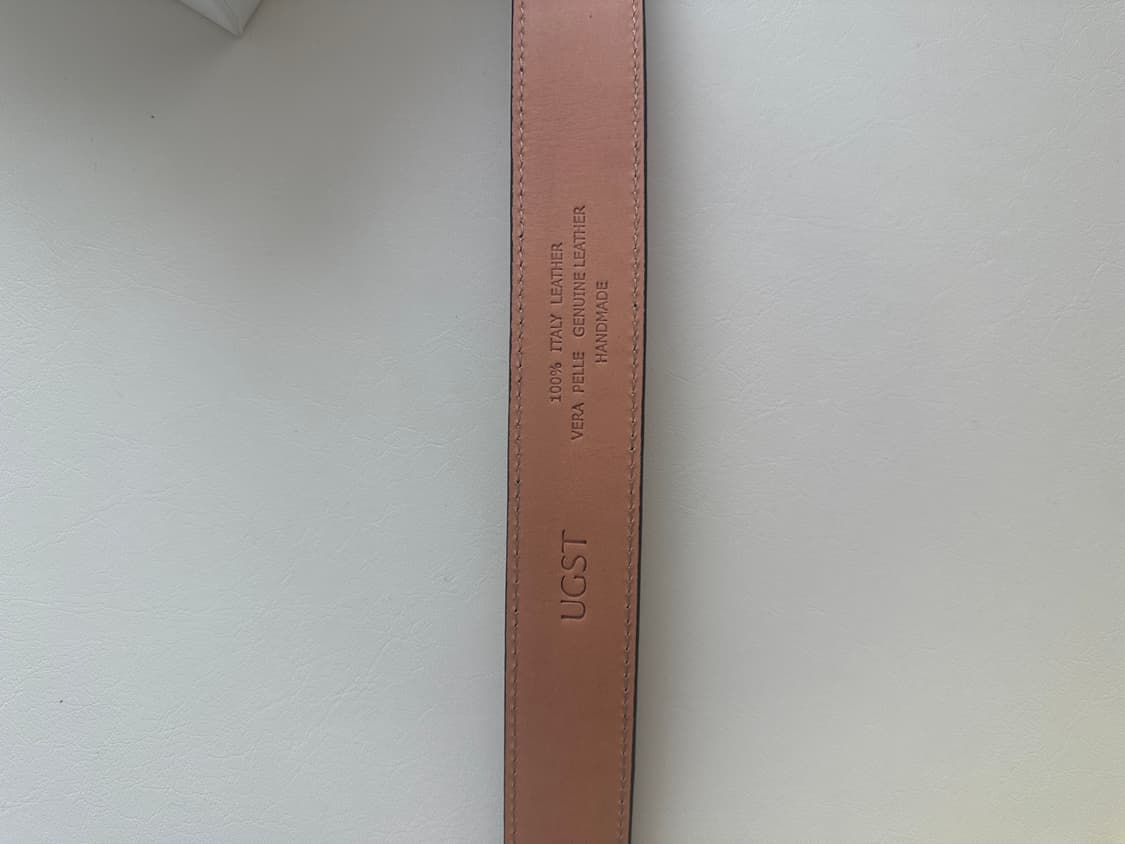 100% ITALY LEATHER
VERA PELLE GENUINE LEATHER
HANDMADE
UGST